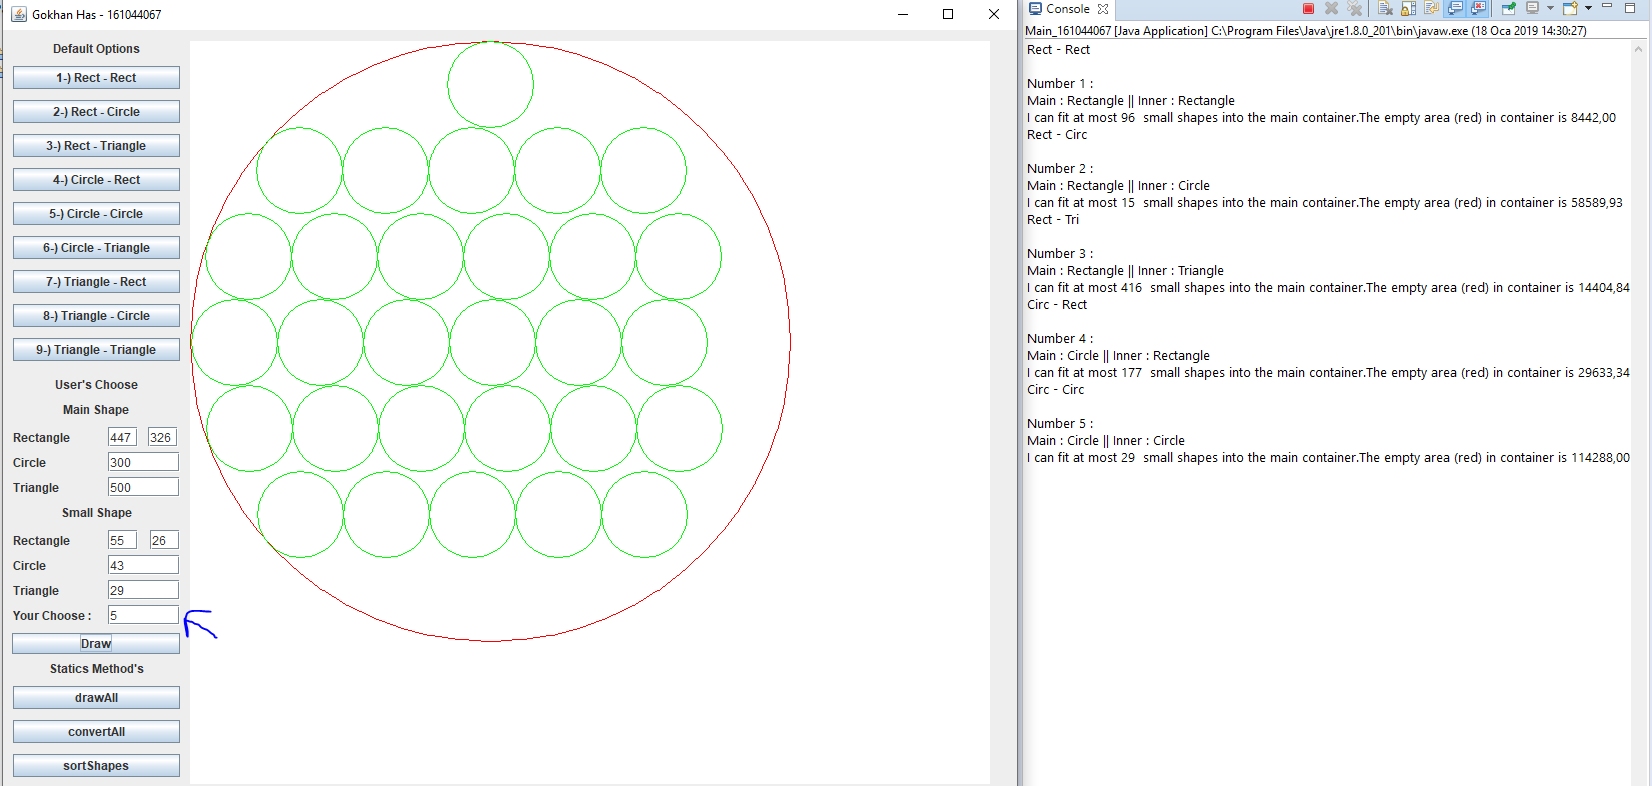 Gokhan Has - 161044067
Default Options
1-) Rect - Rect
2-) Rect - Circle
3-) Rect - Triangle
4-) Circle - Rect
5-) Circle - Circle
6-) Circle - Triangle
7-) Triangle - Rect
8-) Triangle - Circle
9-) Triangle - Triangle
User's Choose
Main Shape
Rectangle 447 326
Circle 300
Triangle 500
Small Shape
Rectangle 55 26
Circle 43
Triangle 29
Your Choose : 5
Draw
Statics Method's
drawAll
convertAll
sortShapes
Console
Main_161044067 [Java Application] C:\Program Files\Java\jre1.8.0_201\bin\javaw.exe (18 Oca 2019 14:30:27)
Rect - Rect
Number 1 :
Main : Rectangle || Inner : Rectangle
I can fit at most 96  small shapes into the main container.The empty area (red) in container is 8442,00
Rect - Circ
Number 2 :
Main : Rectangle || Inner : Circle
I can fit at most 15  small shapes into the main container.The empty area (red) in container is 58589,93
Rect - Tri
Number 3 :
Main : Rectangle || Inner : Triangle
I can fit at most 416  small shapes into the main container.The empty area (red) in container is 14404,84
Circ - Rect
Number 4 :
Main : Circle || Inner : Rectangle
I can fit at most 177  small shapes into the main container.The empty area (red) in container is 29633,34
Circ - Circ
Number 5 :
Main : Circle || Inner : Circle
I can fit at most 29  small shapes into the main container.The empty area (red) in container is 114288,00